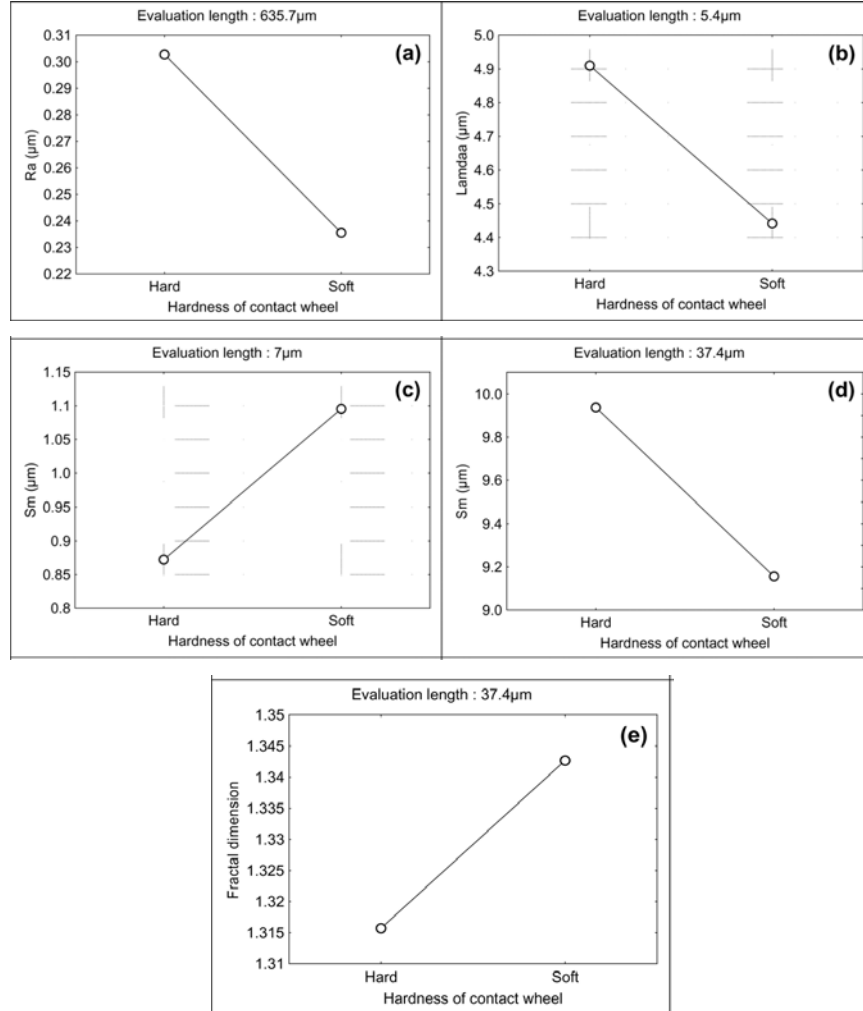 Evaluation length : 635.7µm
(a)
0.31
0.30
0.29
0.28
0.26
0.26
0.25
0.24
0.23
0.22
Ra (µm)
Hard
Soft
Hardness of contact wheel
Evaluation length : 5.4µm
(b)
5.0
4.9
4.8
4.7
4.6
4.5
4.4
4.3
Lamdaa (µm)
Hard
Soft
Hardness of contact wheel
Evaluation length : 7µm
(c)
1.15
1.1
1.05
1.0
0.95
0.9
0.85
0.8
Sm (µm)
Hard
Soft
Hardness of contact wheel
Evaluation length : 37.4µm
(d)
10.0
9.8
9.6
9.4
9.2
9.0
Sm (µm)
Hard
Soft
Hardness of contact wheel
Evaluation length : 37.4µm
(e)
1.35
1.345
1.34
1.335
1.33
1.325
1.32
1.315
1.31
Fractal dimension
Hard
Soft
Hardness of contact wheel